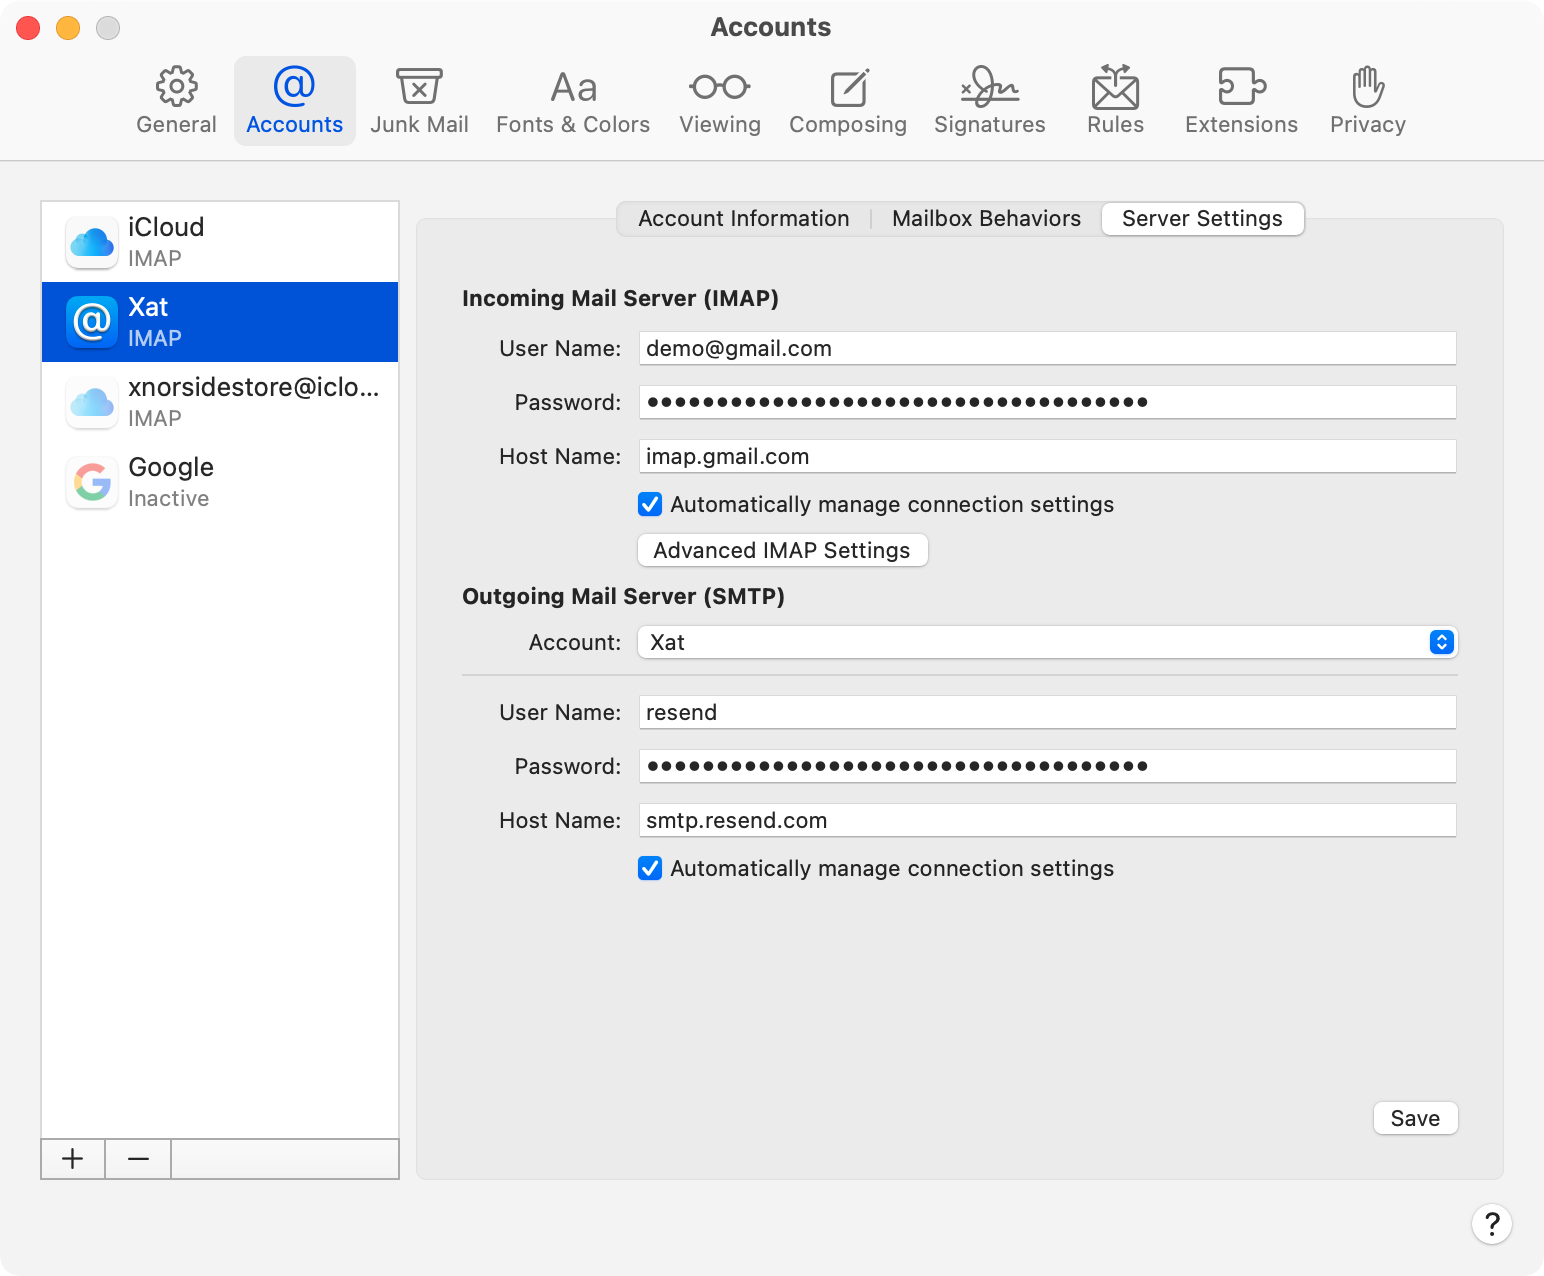 Accounts
General
Accounts
Junk Mail
Fonts & Colors
Viewing
Composing
Signatures
Rules
Extensions
Privacy
iCloud
IMAP
Xat
IMAP
xnorsidestore@iclo...
IMAP
Google
Inactive
Account Information
Mailbox Behaviors
Server Settings
Incoming Mail Server (IMAP)
User Name: demo@gmail.com
Password: ••••••••••••••••••••••••••••••••••••
Host Name: imap.gmail.com
Automatically manage connection settings
Advanced IMAP Settings
Outgoing Mail Server (SMTP)
Account: Xat
User Name: resend
Password: ••••••••••••••••••••••••••••••••••••
Host Name: smtp.resend.com
Automatically manage connection settings
Save
?